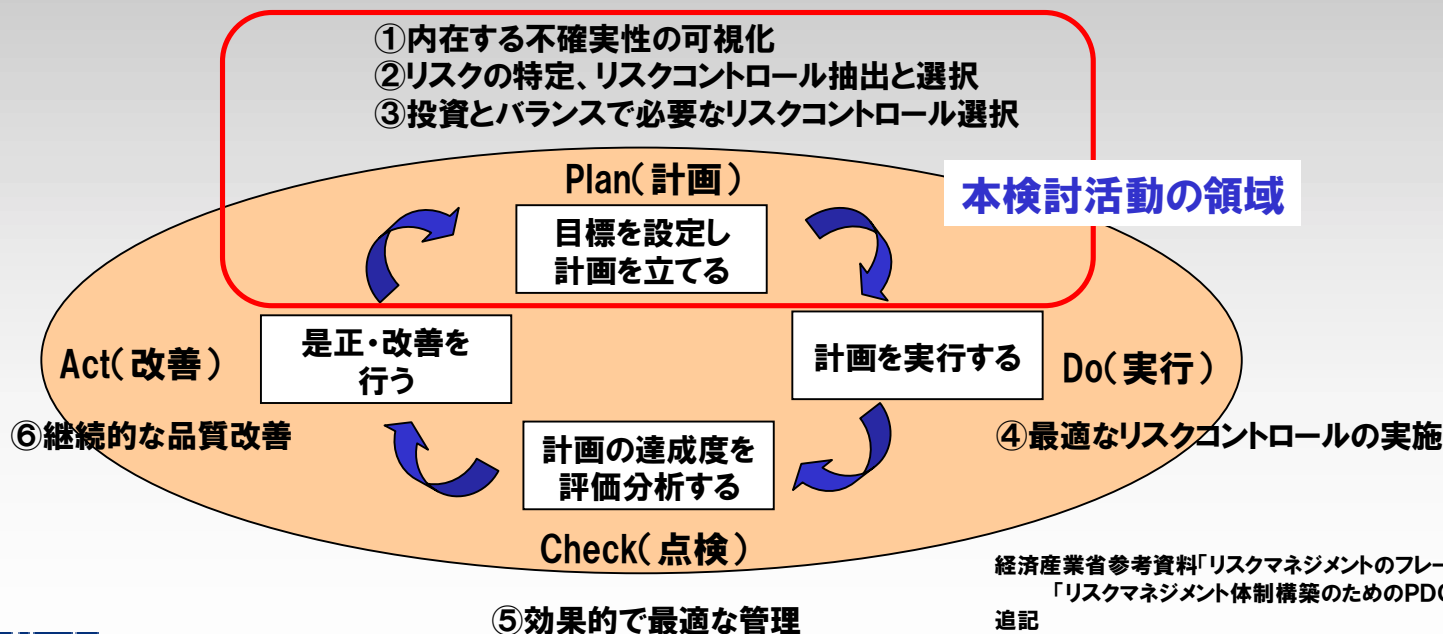 ①内在する不確実性の可視化
②リスクの特定、リスクコントロール抽出と選択
③投資とバランスで必要なリスクコントロール選択
Plan(計画)
本検討活動の領域
目標を設定し
計画を立てる
Act(改善)
是正・改善を
行う
計画を実行する
Do(実行)
⑥継続的な品質改善
④最適なリスクコントロールの実施
計画の達成度を
評価分析する
Check(点検)
⑤効果的で最適な管理
経済産業省参考資料「リスクマネジメントのフレー
「リスクマネジメント体制構築のためのPDC
追記